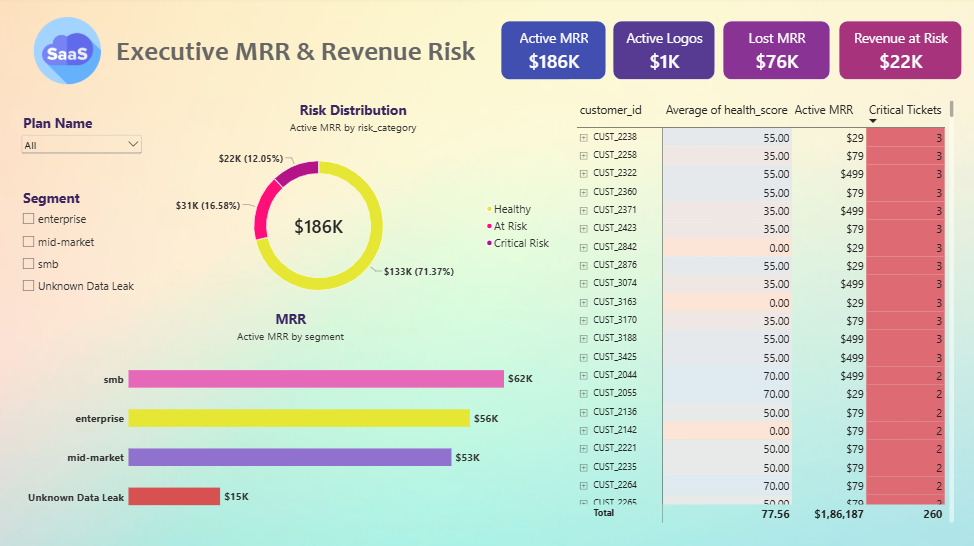 SaaS
Executive MRR & Revenue Risk
Active MRR
$186K
Active Logos
$1K
Lost MRR
$76K
Revenue at Risk
$22K
Plan Name
All
Segment
enterprise
mid-market
smb
Unknown Data Leak
Risk Distribution
Active MRR by risk_category
$22K (12.05%)
$31K (16.58%)
$186K
$133K (71.37%)
Healthy
At Risk
Critical Risk
MRR
Active MRR by segment
smb $62K
enterprise $56K
mid-market $53K
Unknown Data Leak $15K
customer_id Average of health_score Active MRR Critical Tickets
CUST_2238 55.00 $29 3
CUST_2258 35.00 $79 3
CUST_2322 55.00 $499 3
CUST_2360 55.00 $79 3
CUST_2371 35.00 $499 3
CUST_2423 35.00 $79 3
CUST_2842 0.00 $29 3
CUST_2876 55.00 $29 3
CUST_3074 35.00 $499 3
CUST_3163 0.00 $29 3
CUST_3170 35.00 $79 3
CUST_3188 55.00 $499 3
CUST_3425 55.00 $499 3
CUST_2044 70.00 $499 2
CUST_2055 70.00 $29 2
CUST_2136 50.00 $79 2
CUST_2142 0.00 $79 2
CUST_2221 50.00 $79 2
CUST_2235 50.00 $79 2
CUST_2264 70.00 $79 2
CUST_2265 50.00 $79 2
Total 77.56 $1,86,187 260